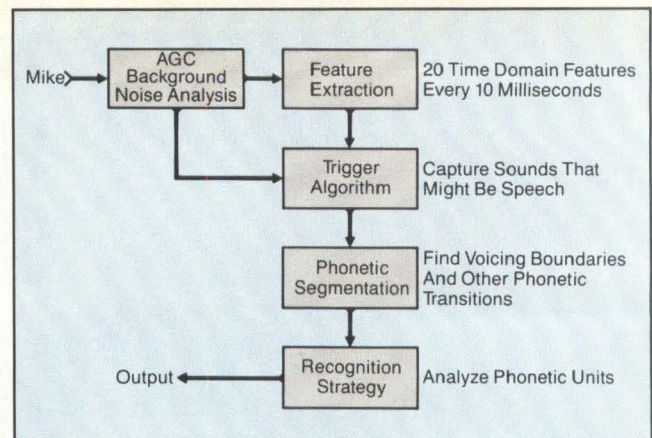 Mike
AGC
Background
Noise Analysis
Feature
Extraction
20 Time Domain Features
Every 10 Milliseconds
Trigger
Algorithm
Capture Sounds That
Might Be Speech
Phonetic
Segmentation
Find Voicing Boundaries
And Other Phonetic
Transitions
Output
Recognition
Strategy
Analyze Phonetic Units